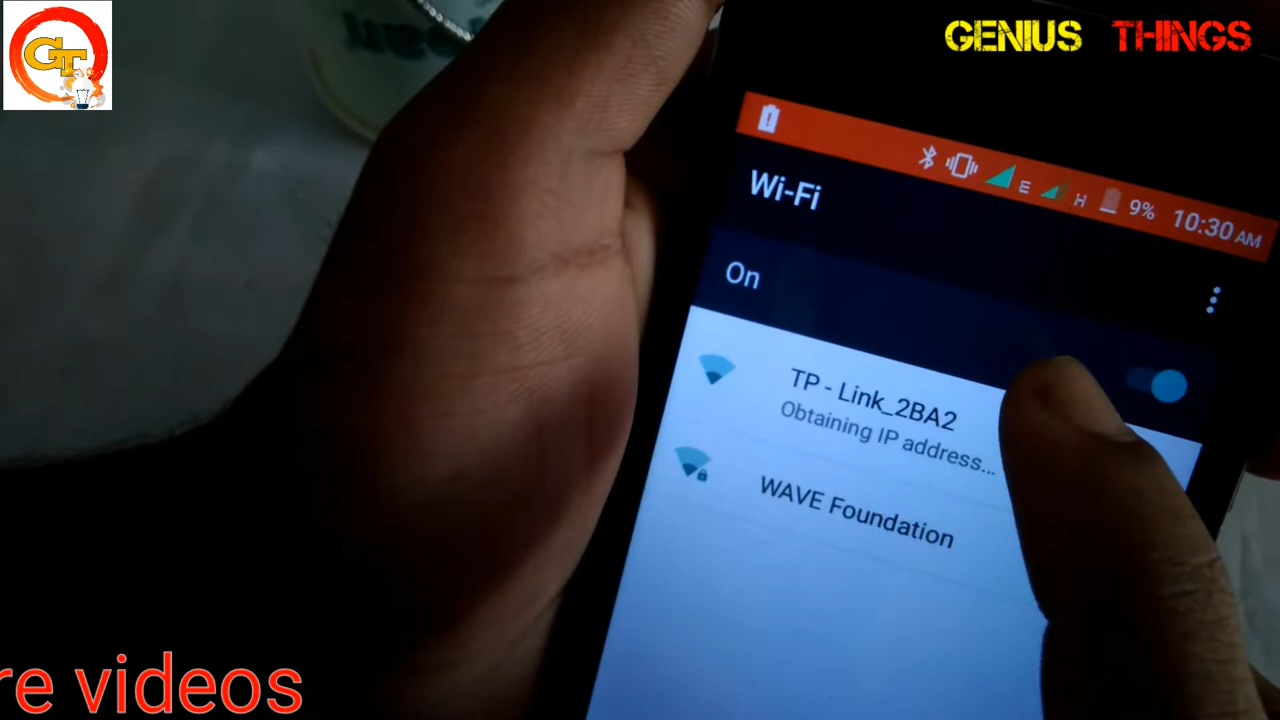 GT
GENIUS THINGS
E H 9% 10:30 AM
Wi-Fi
On
TP - Link_2BA2
Obtaining IP address...
WAVE Foundation
re videos